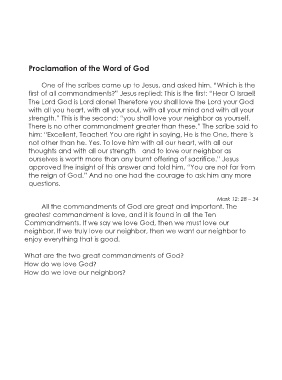 Proclamation of the Word of God
One of the scribes came up to Jesus, and asked him, "Which is the
first of all commandments?" Jesus replied: This is the first: "Hear O Israel!
The Lord God is Lord alone! Therefore you shall love the Lord your God
with all you heart, with all your soul, with all your mind and with all your
strength." This is the second: "you shall love your neighbor as yourself.
There is no other commandment greater than these." The scribe said to
him: "Excellent, Teacher! You are right in saying, He is the One, there is
not other than he. Yes, To love him with all our heart, with all our
thoughts and with all our strength and to love our neighbor as
ourselves is worth more than any burnt offering of sacrifice." Jesus
approved the insight of this answer and told him, "You are not far from
the reign of God." And no one had the courage to ask him any more
questions.
Mark 12: 28 – 34
All the commandments of God are great and important. The
greatest commandment is love, and it is found in all the Ten
Commandments. If we say we love God, then we must love our
neighbor. If we truly love our neighbor, then we want our neighbor to
enjoy everything that is good.
What are the two great commandments of God?
How do we love God?
How do we love our neighbors?